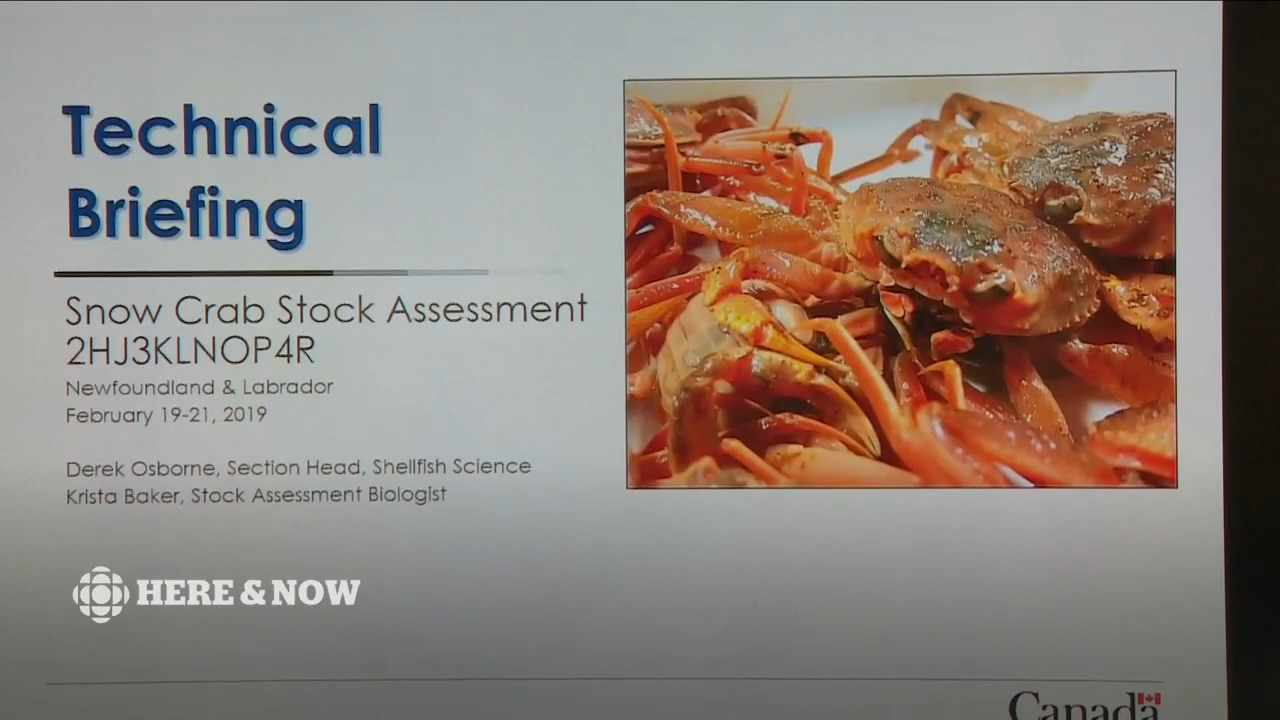 Technical
Briefing
Snow Crab Stock Assessment
2HJ3KLNOP4R
Newfoundland & Labrador
February 19-21, 2019
Derek Osborne, Section Head, Shellfish Science
Krista Baker, Stock Assessment Biologist
HERE & NOW
Canada